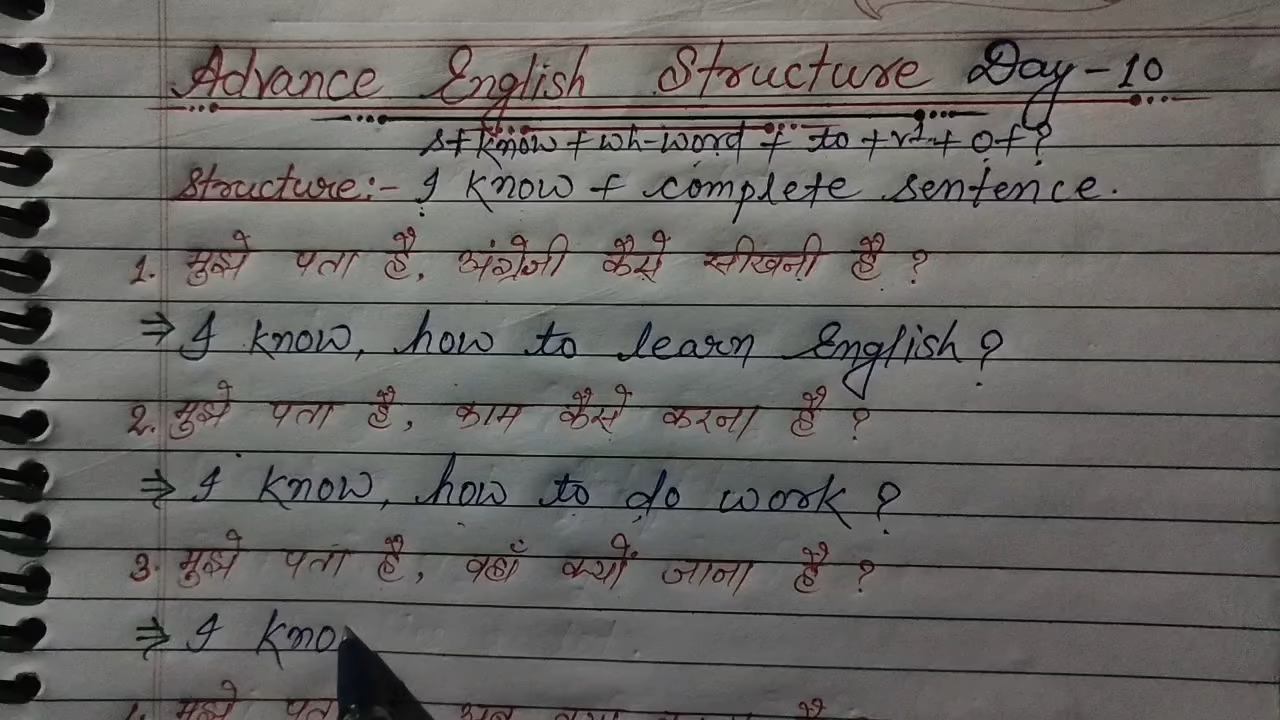 Advance English Structure Day-10
S+know+wh-word+to+v¹+of?
Structure:- I know + complete sentence.
1. मुझे पता है, अंग्रेजी कैसे सीखनी है ?
⇒ I know, how to learn English?
2. मुझे पता है, काम कैसे करना है ?
⇒ I know, how to do work?
3. मुझे पता है, वहाँ क्यों जाना है ?
⇒ I kno
मुझे